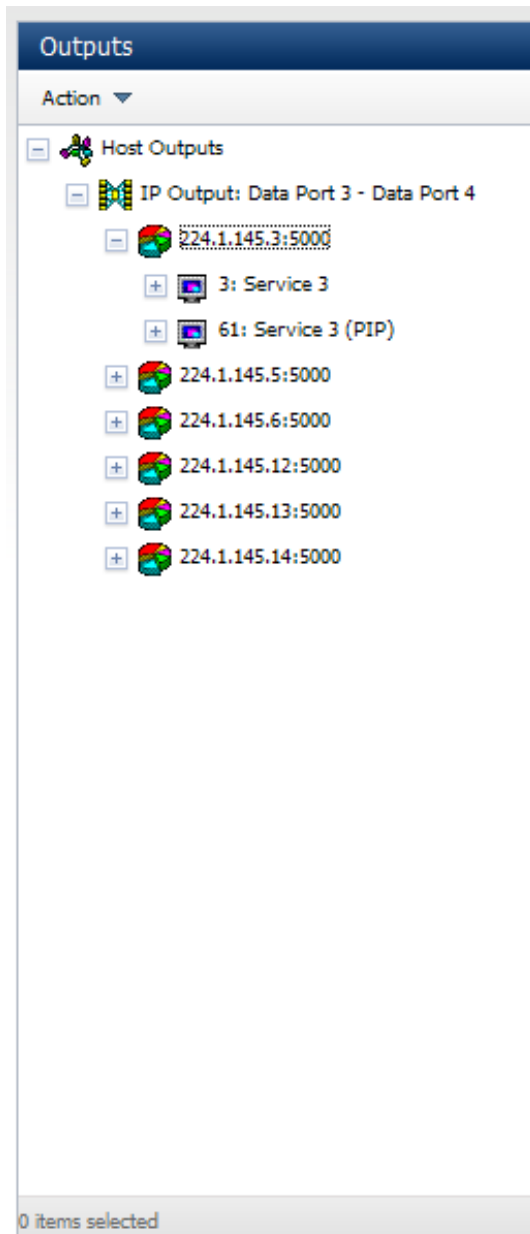 Outputs
Action
Host Outputs
IP Output: Data Port 3 - Data Port 4
224.1.145.3:5000
3: Service 3
61: Service 3 (PIP)
224.1.145.5:5000
224.1.145.6:5000
224.1.145.12:5000
224.1.145.13:5000
224.1.145.14:5000
0 items selected